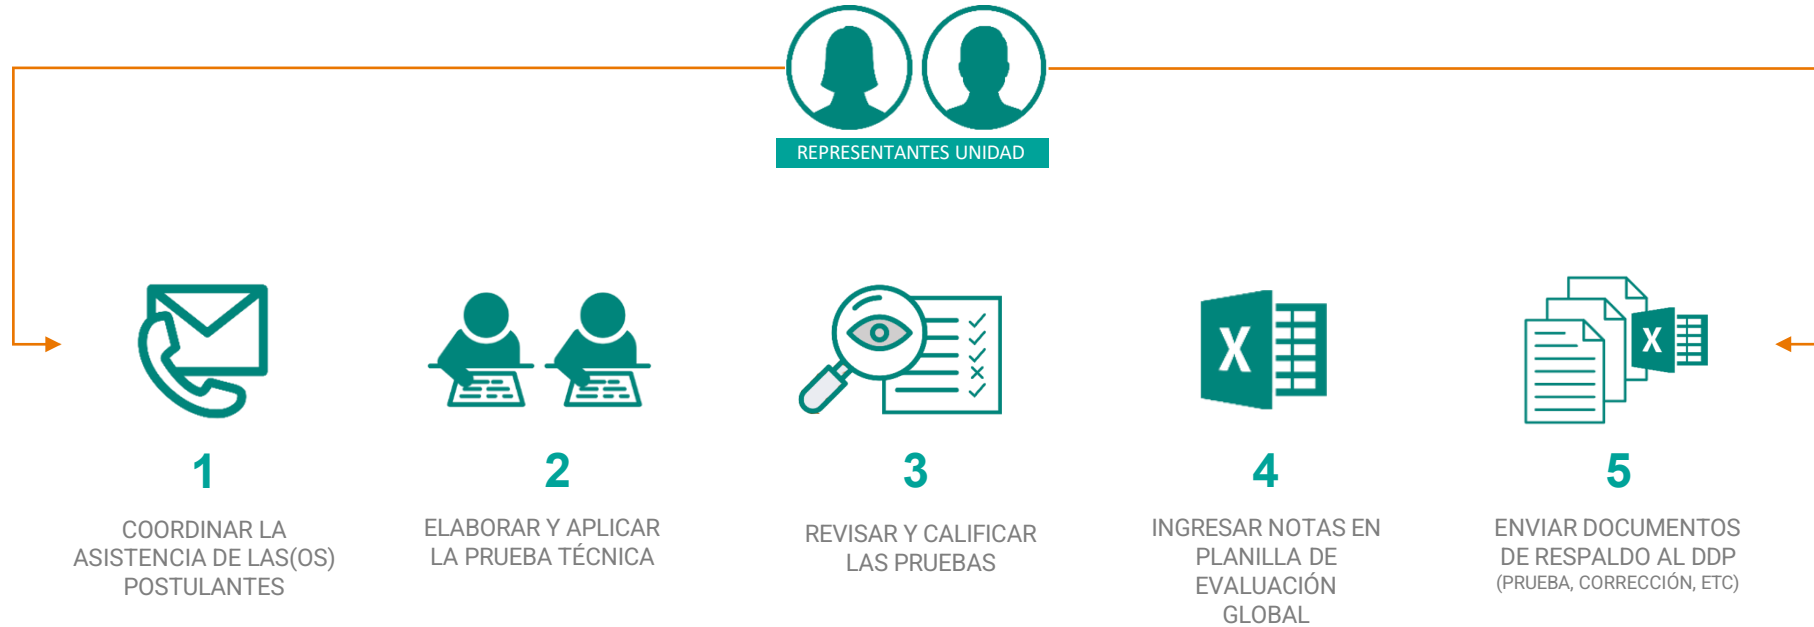 REPRESENTANTES UNIDAD
X
X
1
COORDINAR LA
ASISTENCIA DE LAS(OS)
POSTULANTES
2
ELABORAR Y APLICAR
LA PRUEBA TÉCNICA
3
REVISAR Y CALIFICAR
LAS PRUEBAS
4
INGRESAR NOTAS EN
PLANILLA DE
EVALUACIÓN
GLOBAL
5
ENVIAR DOCUMENTOS
DE RESPALDO AL DDP
(PRUEBA, CORRECCIÓN, ETC)